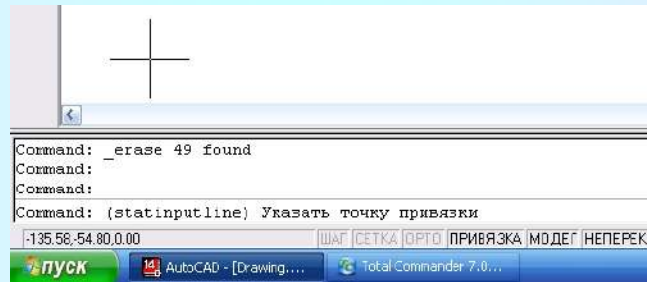 Command: _erase 49 found
Command:
Command:
Command: (statinputline) Указать точку привязки
-135.58,-54.80,0.00 ШАГ СЕТКА ОРТО ПРИВЯЗКА МОДЕГ НЕПЕРЕК
пуск 14 AutoCAD - [Drawing.... Total Commander 7.0...